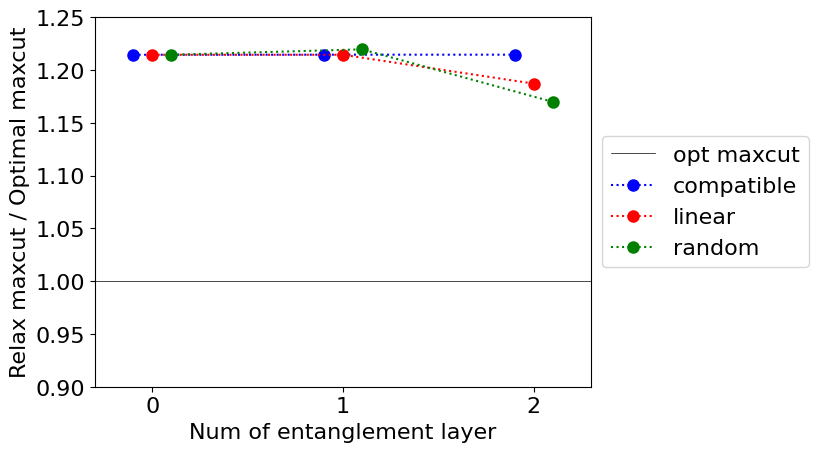 Relax maxcut / Optimal maxcut
1.25
1.20
1.15
1.10
1.05
1.00
0.95
0.90
0
1
2
Num of entanglement layer
opt maxcut
compatible
linear
random